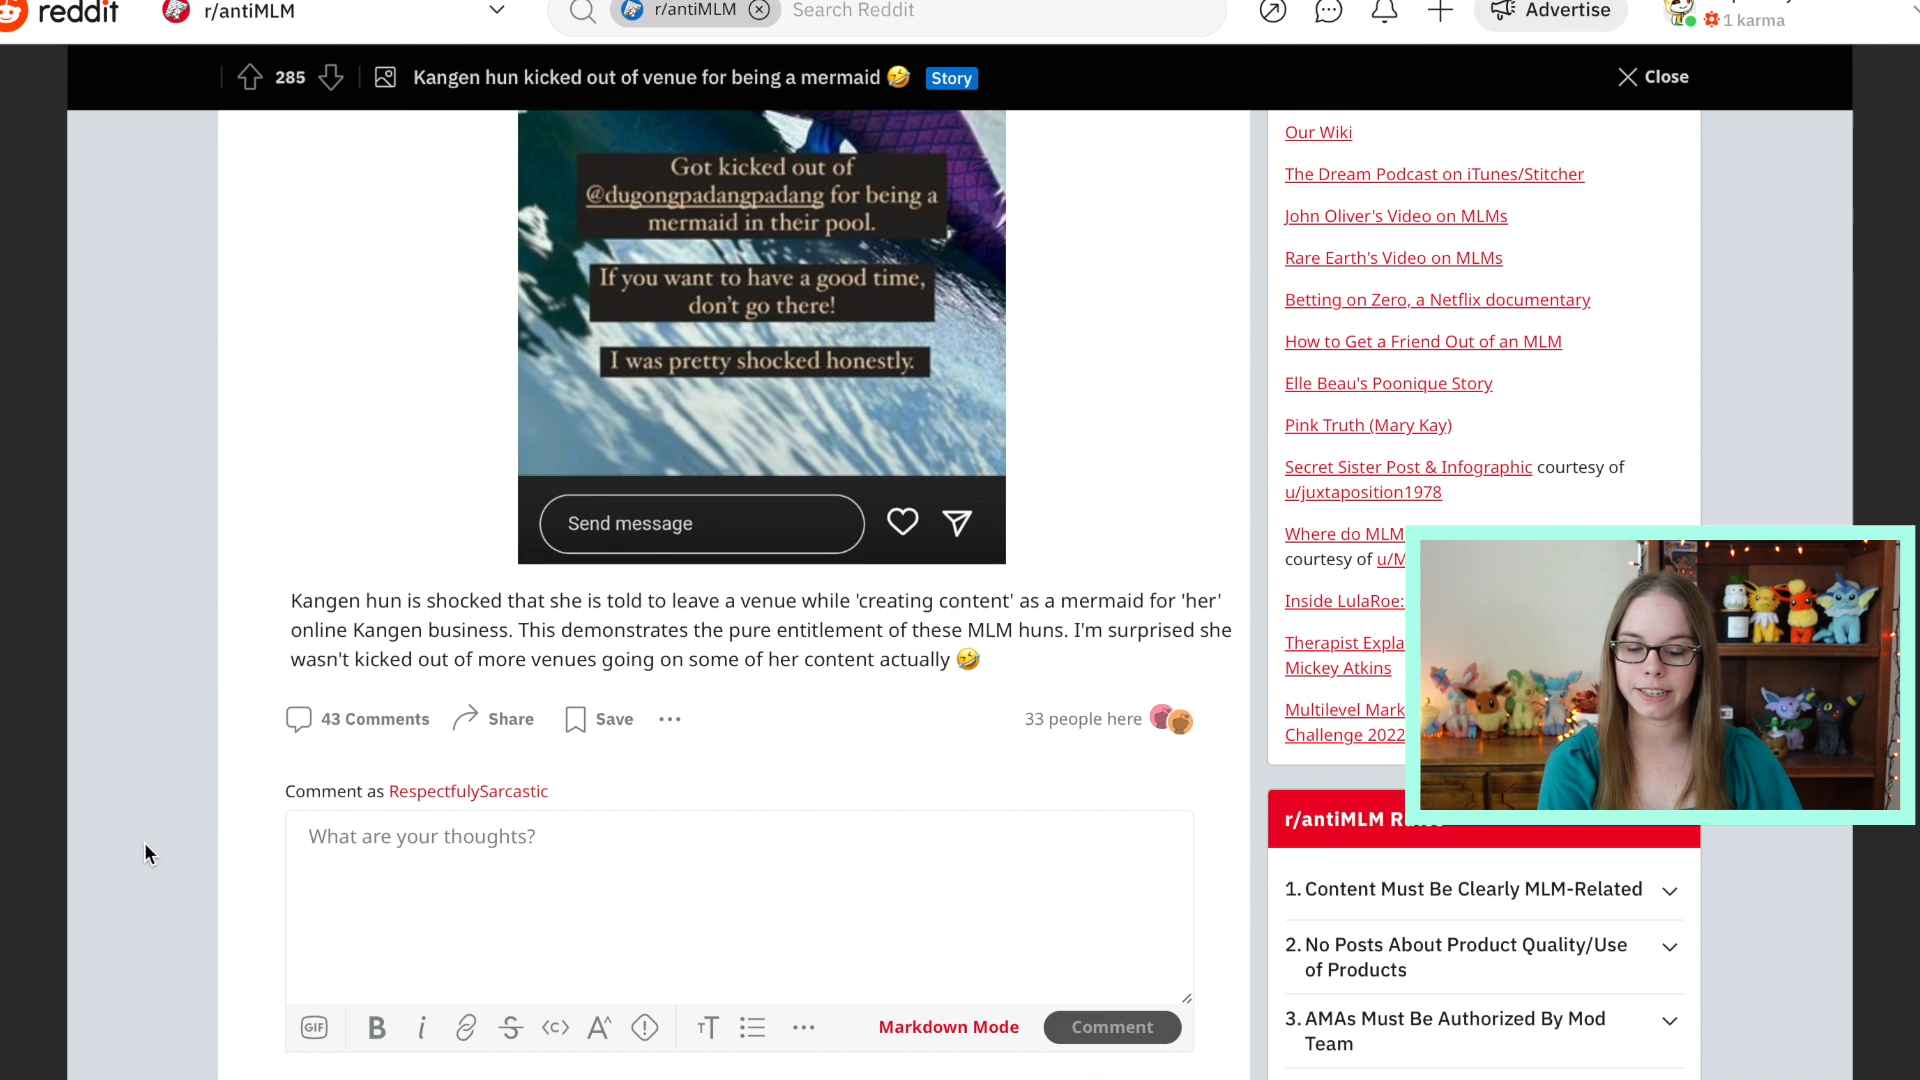 reddit
r/antiMLM
r/antiMLM
Search Reddit
Advertise
1 karma
285
Kangen hun kicked out of venue for being a mermaid 🤣
Story
Close
Got kicked out of
@dugongpadangpadang for being a
mermaid in their pool.
If you want to have a good time,
don't go there!
I was pretty shocked honestly.
Send message
Kangen hun is shocked that she is told to leave a venue while 'creating content' as a mermaid for 'her'
online Kangen business. This demonstrates the pure entitlement of these MLM huns. I'm surprised she
wasn't kicked out of more venues going on some of her content actually 🤣
43 Comments
Share
Save
33 people here
Comment as RespectfulySarcastic
What are your thoughts?
GIF
Markdown Mode
Comment
Our Wiki
The Dream Podcast on iTunes/Stitcher
John Oliver's Video on MLMs
Rare Earth's Video on MLMs
Betting on Zero, a Netflix documentary
How to Get a Friend Out of an MLM
Elle Beau's Poonique Story
Pink Truth (Mary Kay)
Secret Sister Post & Infographic courtesy of
u/juxtaposition1978
Where do MLM
courtesy of u/M
Inside LulaRoe:
Therapist Expla
Mickey Atkins
Multilevel Mark
Challenge 2022
r/antiMLM
1. Content Must Be Clearly MLM-Related
2. No Posts About Product Quality/Use
of Products
3. AMAs Must Be Authorized By Mod
Team